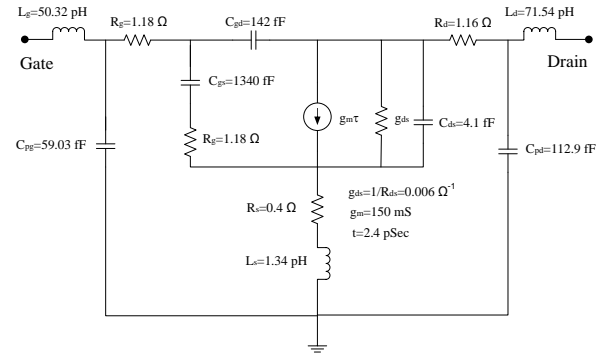 Lg=50.32 pH
Rg=1.18 Ω
Cgd=142 fF
Rd=1.16 Ω
Ld=71.54 pH
Gate
Drain
Cgs=1340 fF
Cpg=59.03 fF
Rg=1.18 Ω
gmτ
gds
Cds=4.1 fF
Cpd=112.9 fF
gds=1/Rds=0.006 Ω⁻¹
Rs=0.4 Ω
gm=150 mS
t=2.4 pSec
Ls=1.34 pH